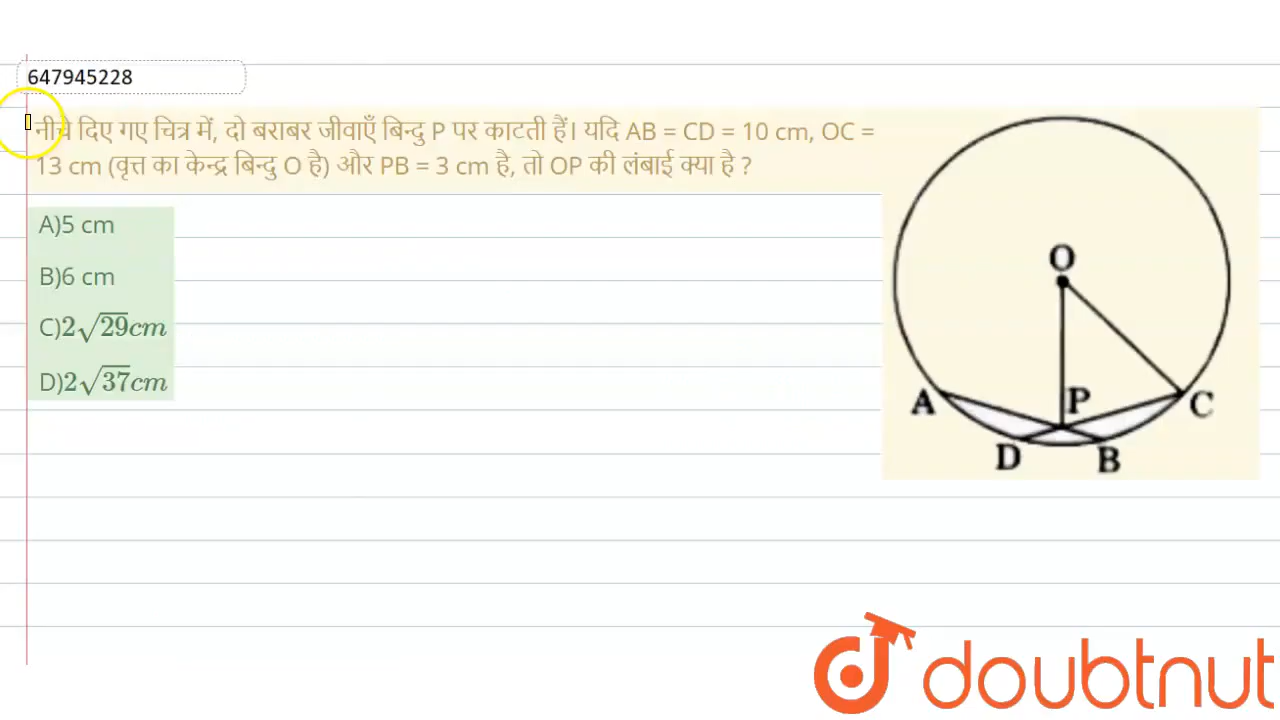 647945228
नीचे दिए गए चित्र में, दो बराबर जीवाएँ बिन्दु P पर काटती हैं। यदि AB = CD = 10 cm, OC =
13 cm (वृत्त का केन्द्र बिन्दु O है) और PB = 3 cm है, तो OP की लंबाई क्या है ?
A)5 cm
B)6 cm
C)2√29cm
D)2√37cm
O
A
P
C
D
B
doubtnut